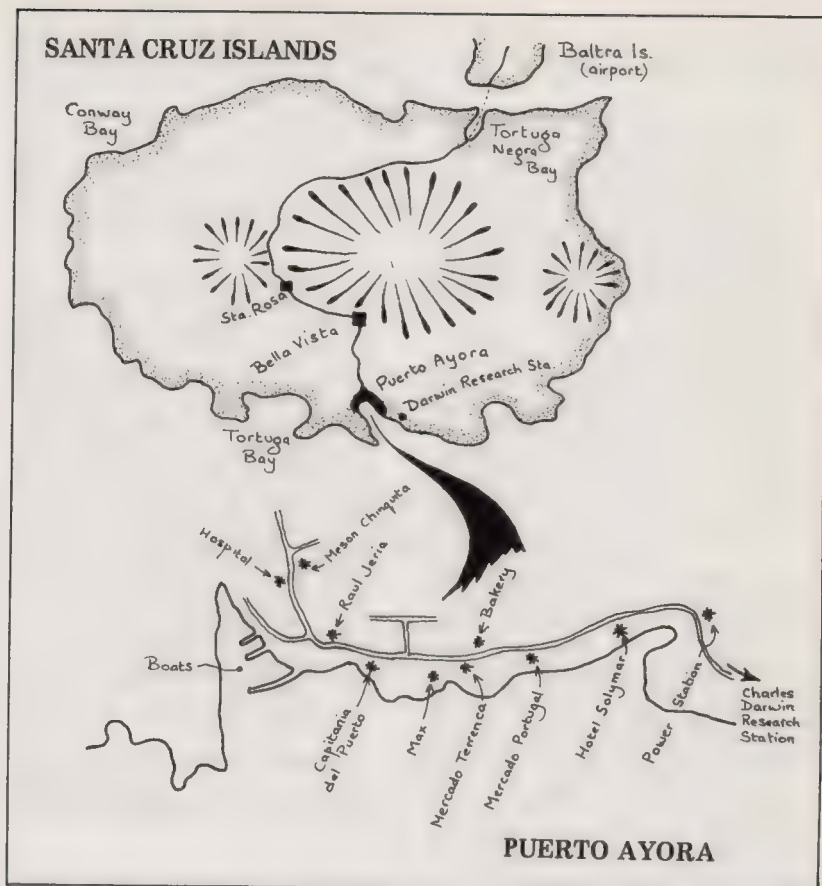 SANTA CRUZ ISLANDS
Baltra Is.
(airport)
Conway
Bay
Tortuga
Negra
Bay
Sta. Rosa
Bella Vista
Puerto Ayora
Darwin Research Sta.
Tortuga
Bay
Hospital
Meson Chinquita
Raul Jeria
Bakery
Boats
Capitania
del Puerto
Max
Mercado Terrenca
Mercado Portugal
Hotel Solymar
Power Station
Charles
Darwin
Research
Station
PUERTO AYORA